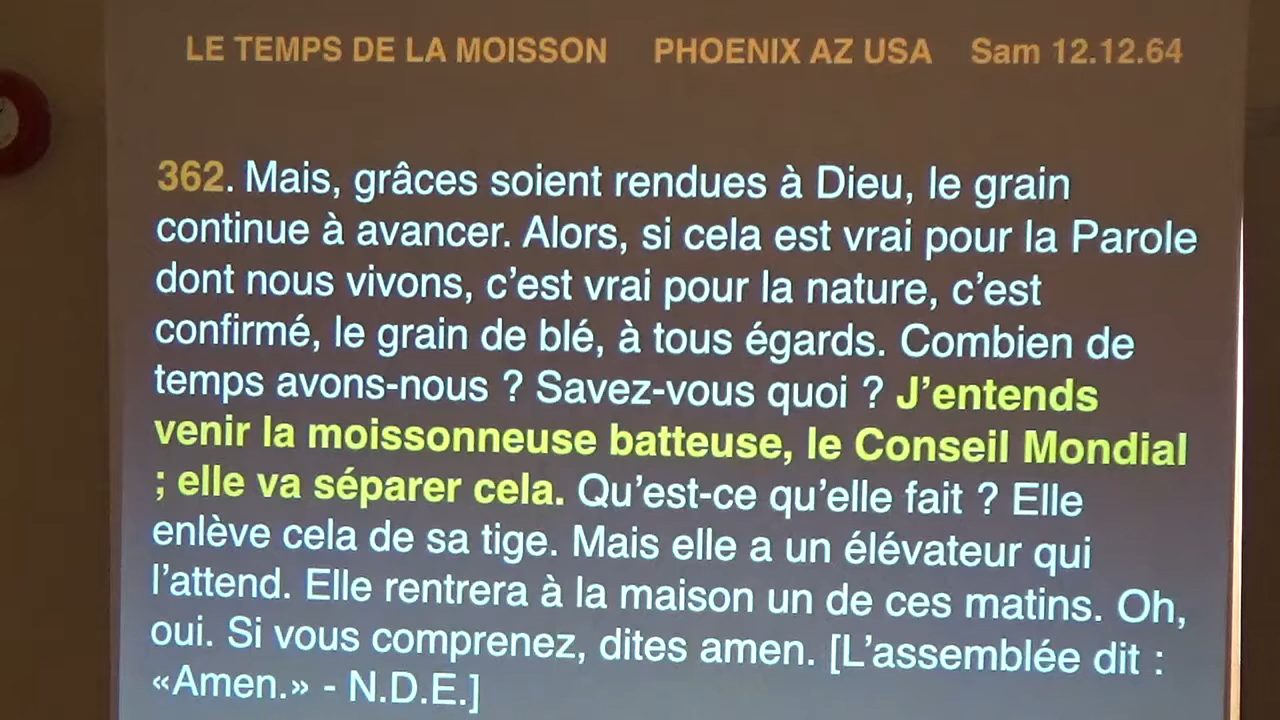 LE TEMPS DE LA MOISSON PHOENIX AZ USA Sam 12.12.64
362. Mais, grâces soient rendues à Dieu, le grain
continue à avancer. Alors, si cela est vrai pour la Parole
dont nous vivons, c’est vrai pour la nature, c’est
confirmé, le grain de blé, à tous égards. Combien de
temps avons-nous ? Savez-vous quoi ? J’entends
venir la moissonneuse batteuse, le Conseil Mondial
; elle va séparer cela. Qu’est-ce qu’elle fait ? Elle
enlève cela de sa tige. Mais elle a un élévateur qui
l’attend. Elle rentrera à la maison un de ces matins. Oh,
oui. Si vous comprenez, dites amen. [L’assemblée dit :
«Amen.» - N.D.E.]